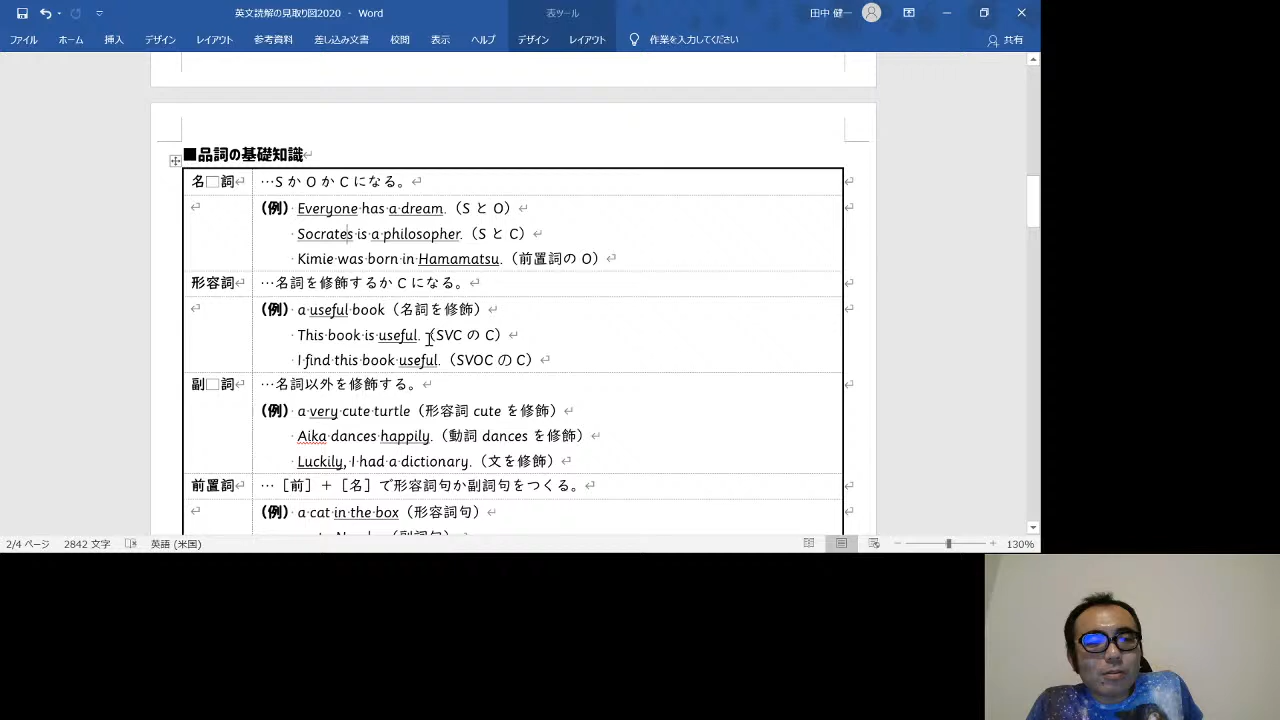 英文読解の見取り図2020 - Word
表ツール
田中 健一
ファイル ホーム 挿入 デザイン レイアウト 参考資料 差し込み文書 校閲 表示 ヘルプ デザイン レイアウト 作業を入力してください 共有
■品詞の基礎知識
名□詞 …S か O か C になる。
(例) Everyone has a dream.（S と O）
Socrates is a philosopher.（S と C）
Kimie was born in Hamamatsu.（前置詞の O）
形容詞 …名詞を修飾するか C になる。
(例) a useful book（名詞を修飾）
This book is useful.（SVC の C）
I find this book useful.（SVOC の C）
副□詞 …名詞以外を修飾する。
(例) a very cute turtle（形容詞 cute を修飾）
Aika dances happily.（動詞 dances を修飾）
Luckily, I had a dictionary.（文を修飾）
前置詞 …［前］＋［名］で形容詞句か副詞句をつくる。
(例) a cat in the box（形容詞句）
2/4 ページ 2842 文字 英語 (米国) 130%